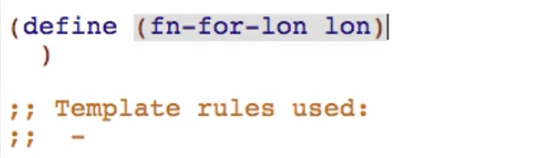 (define (fn-for-lon lon)
)
;; Template rules used:
;; -